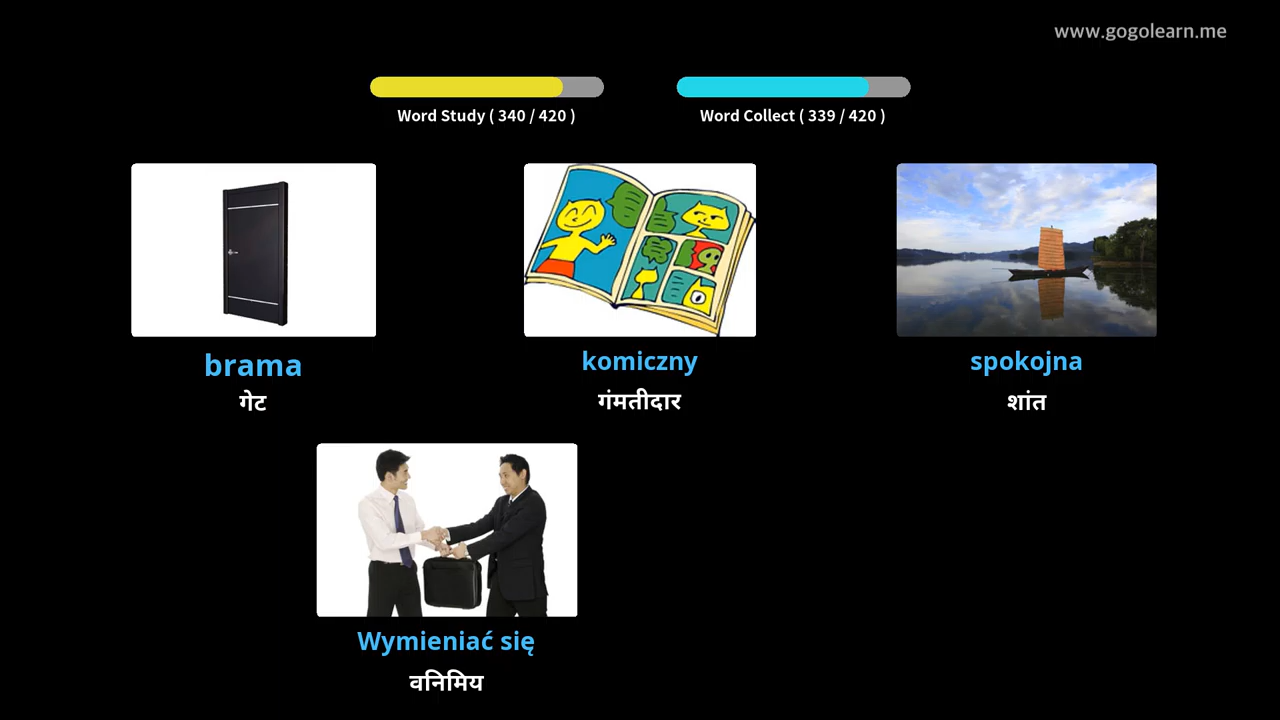 www.gogolearn.me
Word Study ( 340 / 420 )
Word Collect ( 339 / 420 )
brama
गेट
komiczny
गंमतीदार
spokojna
शांत
Wymieniać się
वनिमिय